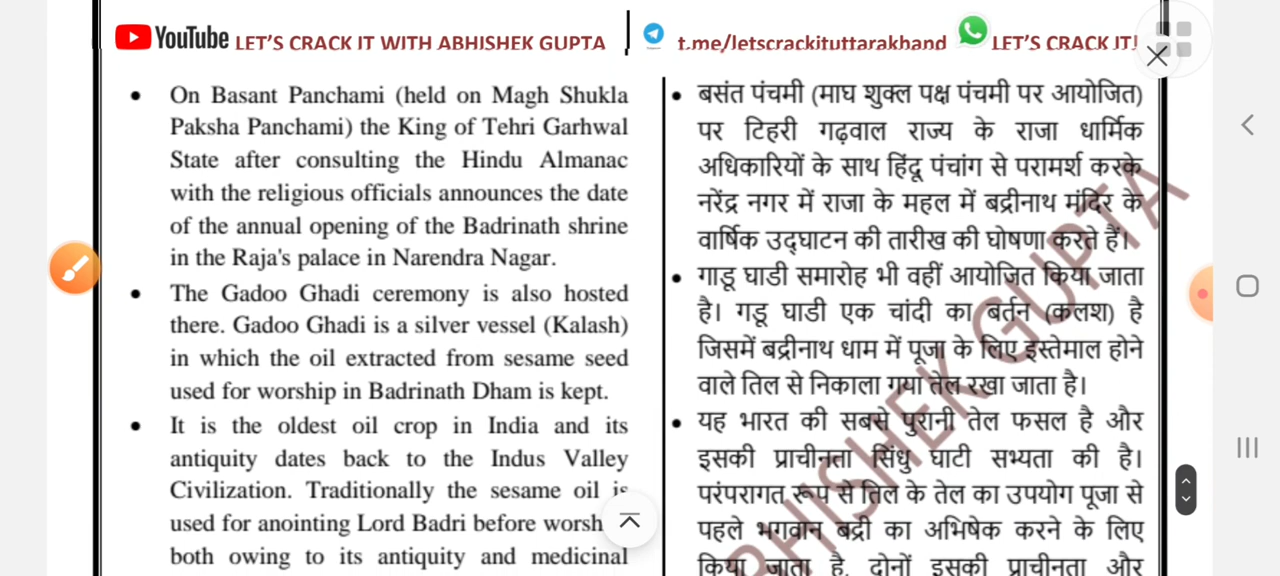 YouTube LET'S CRACK IT WITH ABHISHEK GUPTA t.me/letscrackituttarakhand LET'S CRACK IT!
• On Basant Panchami (held on Magh Shukla
Paksha Panchami) the King of Tehri Garhwal
State after consulting the Hindu Almanac
with the religious officials announces the date
of the annual opening of the Badrinath shrine
in the Raja's palace in Narendra Nagar.
• The Gadoo Ghadi ceremony is also hosted
there. Gadoo Ghadi is a silver vessel (Kalash)
in which the oil extracted from sesame seed
used for worship in Badrinath Dham is kept.
• It is the oldest oil crop in India and its
antiquity dates back to the Indus Valley
Civilization. Traditionally the sesame oil is
used for anointing Lord Badri before worsh
both owing to its antiquity and medicinal
• बसंत पंचमी (माघ शुक्ल पक्ष पंचमी पर आयोजित)
पर टिहरी गढ़वाल राज्य के राजा धार्मिक
अधिकारियों के साथ हिंदू पंचांग से परामर्श करके
नरेंद्र नगर में राजा के महल में बद्रीनाथ मंदिर के
वार्षिक उद्घाटन की तारीख की घोषणा करते हैं।
• गाडू घाडी समारोह भी वहीं आयोजित किया जाता
है। गडू घाडी एक चांदी का बर्तन (कलश) है
जिसमें बद्रीनाथ धाम में पूजा के लिए इस्तेमाल होने
वाले तिल से निकाला गया तेल रखा जाता है।
• यह भारत की सबसे पुरानी तेल फसल है और
इसकी प्राचीनता सिंधु घाटी सभ्यता की है।
परंपरागत रूप से तिल के तेल का उपयोग पूजा से
पहले भगवान बद्री का अभिषेक करने के लिए
किया जाता है, दोनों इसकी प्राचीनता और
BHISHEK GUPTA